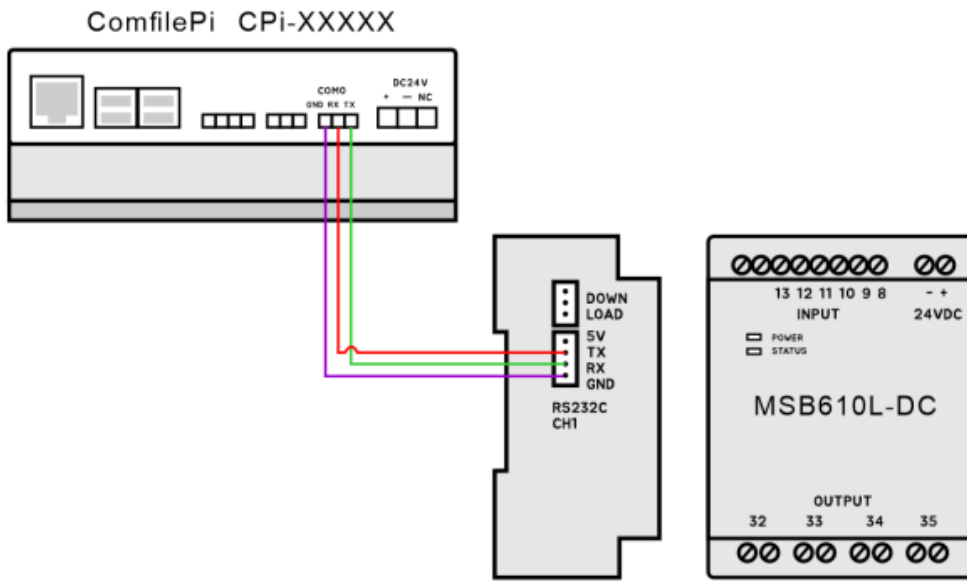 ComfilePi CPi-XXXXX
COM0
GND RX TX
DC24V
+ - NC
DOWN
LOAD
5V
TX
RX
GND
RS232C
CH1
13 12 11 10 9 8
INPUT
- +
24VDC
POWER
STATUS
MSB610L-DC
OUTPUT
32 33 34 35